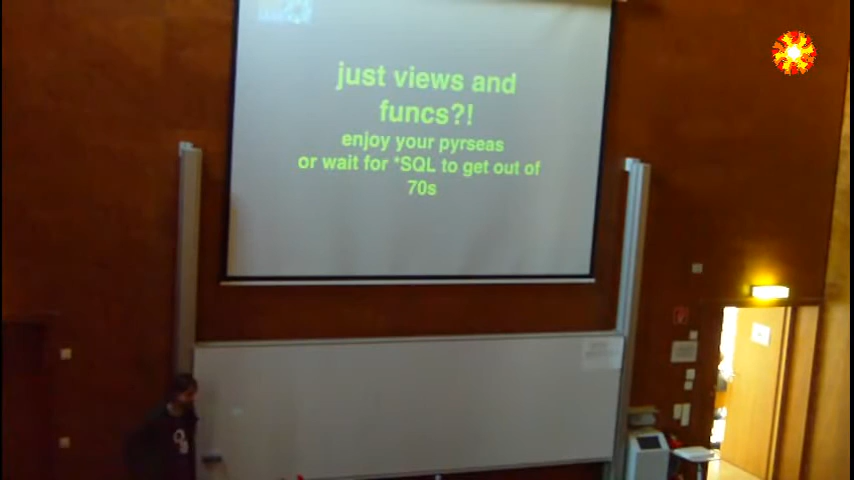 just views and
funcs?!
enjoy your pyrseas
or wait for *SQL to get out of
70s